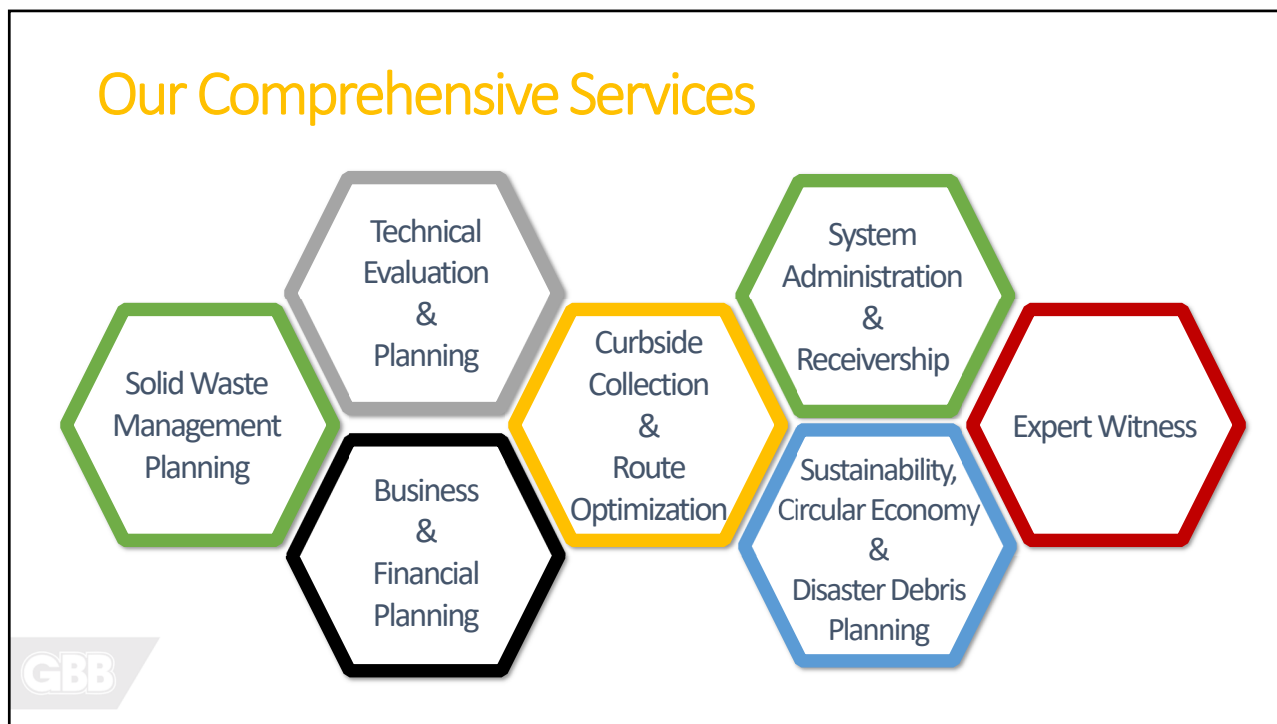 Our Comprehensive Services
Solid Waste
Management
Planning
Technical
Evaluation
&
Planning
Business
&
Financial
Planning
Curbside
Collection
&
Route
Optimization
System
Administration
&
Receivership
Sustainability,
Circular Economy
&
Disaster Debris
Planning
Expert Witness
GBB